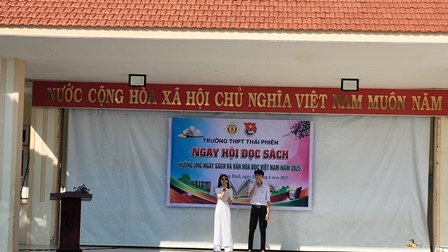 NƯỚC CỘNG HÒA XÃ HỘI CHỦ NGHĨA VIỆT NAM MUÔN NĂM
TRƯỜNG THPT THÁI PHIÊN
NGÀY HỘI ĐỌC SÁCH
HƯỞNG ỨNG NGÀY SÁCH VÀ VĂN HÓA ĐỌC VIỆT NAM NĂM 2025